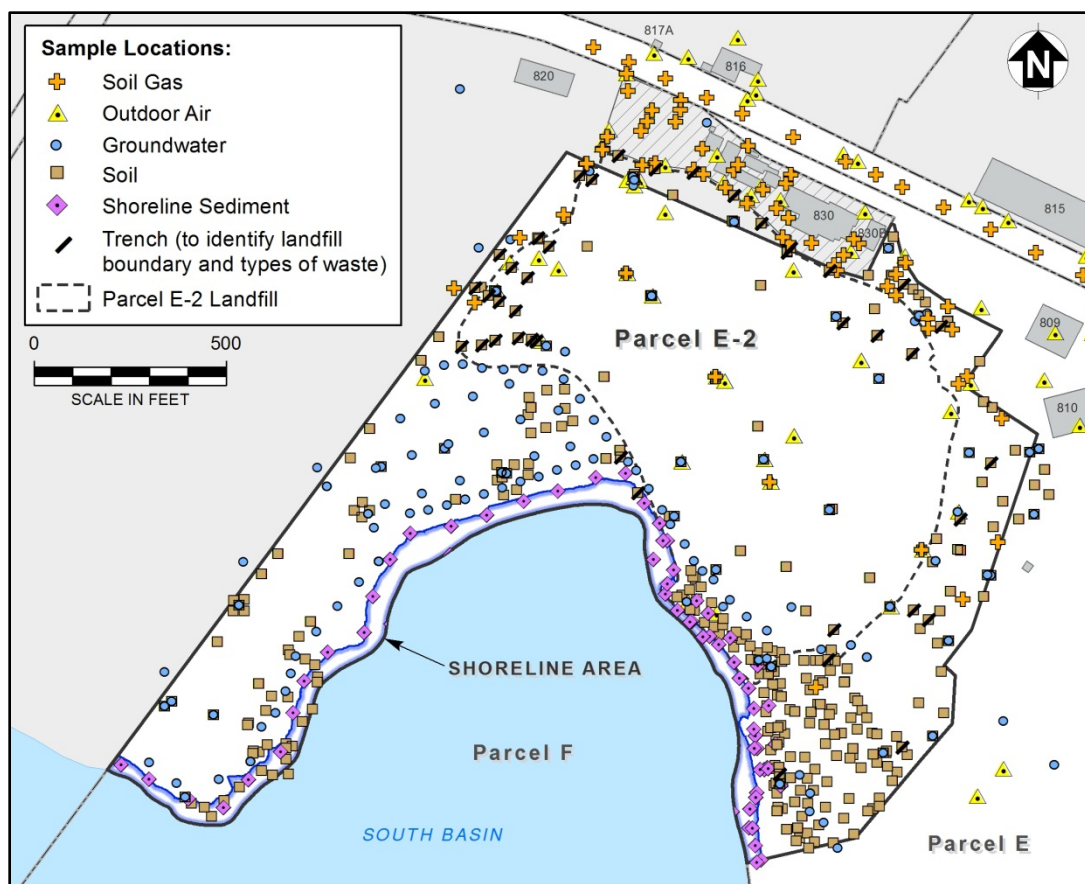 Sample Locations:
Soil Gas
Outdoor Air
Groundwater
Soil
Shoreline Sediment
Trench (to identify landfill
boundary and types of waste)
Parcel E-2 Landfill
0 500
SCALE IN FEET
817A
816
820
N
815
830
830B
809
810
Parcel E-2
SHORELINE AREA
Parcel F
SOUTH BASIN
Parcel E